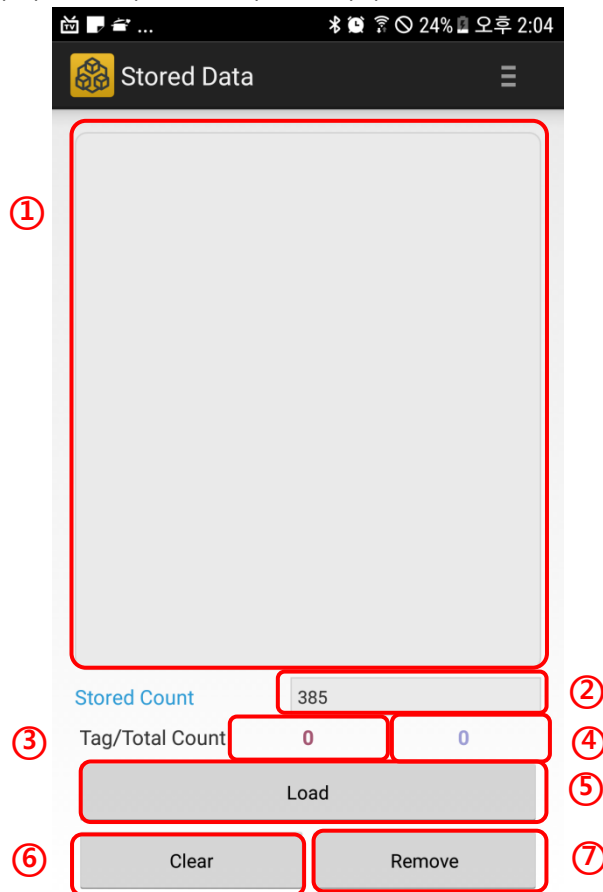 ... 24% 오후 2:04
Stored Data
①
Stored Count 385 ②
③ Tag/Total Count 0 0 ④
Load ⑤
⑥ Clear Remove ⑦